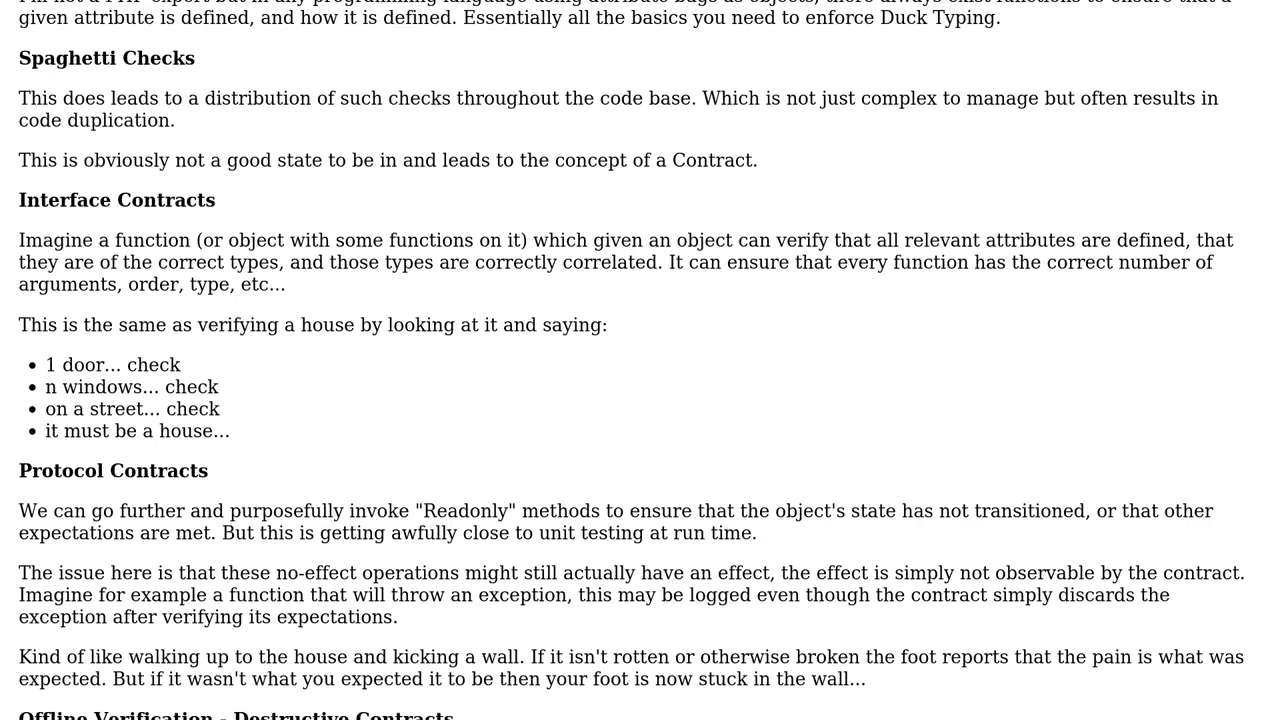 given attribute is defined, and how it is defined. Essentially all the basics you need to enforce Duck Typing.
Spaghetti Checks
This does leads to a distribution of such checks throughout the code base. Which is not just complex to manage but often results in
code duplication.
This is obviously not a good state to be in and leads to the concept of a Contract.
Interface Contracts
Imagine a function (or object with some functions on it) which given an object can verify that all relevant attributes are defined, that
they are of the correct types, and those types are correctly correlated. It can ensure that every function has the correct number of
arguments, order, type, etc...
This is the same as verifying a house by looking at it and saying:
• 1 door... check
• n windows... check
• on a street... check
• it must be a house...
Protocol Contracts
We can go further and purposefully invoke "Readonly" methods to ensure that the object's state has not transitioned, or that other
expectations are met. But this is getting awfully close to unit testing at run time.
The issue here is that these no-effect operations might still actually have an effect, the effect is simply not observable by the contract.
Imagine for example a function that will throw an exception, this may be logged even though the contract simply discards the
exception after verifying its expectations.
Kind of like walking up to the house and kicking a wall. If it isn't rotten or otherwise broken the foot reports that the pain is what was
expected. But if it wasn't what you expected it to be then your foot is now stuck in the wall...
Offline Verification - Destructive Contracts